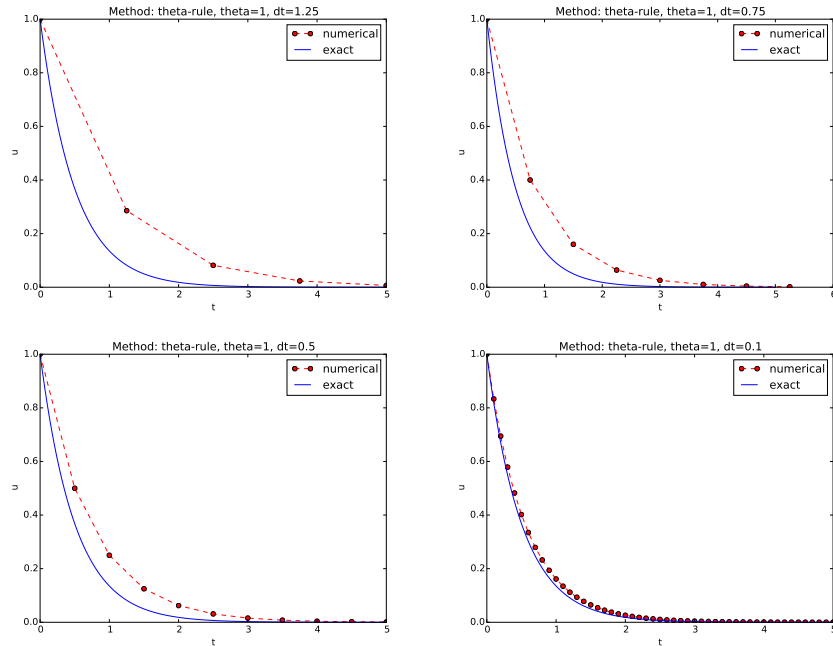 Method: theta-rule, theta=1, dt=1.25
numerical
exact
1.0
0.8
0.6
0.4
0.2
0.0
u
0 1 2 3 4 5
t
Method: theta-rule, theta=1, dt=0.75
numerical
exact
1.0
0.8
0.6
0.4
0.2
0.0
u
0 1 2 3 4 5 6
t
Method: theta-rule, theta=1, dt=0.5
numerical
exact
1.0
0.8
0.6
0.4
0.2
0.0
u
0 1 2 3 4 5
t
Method: theta-rule, theta=1, dt=0.1
numerical
exact
1.0
0.8
0.6
0.4
0.2
0.0
u
0 1 2 3 4 5
t